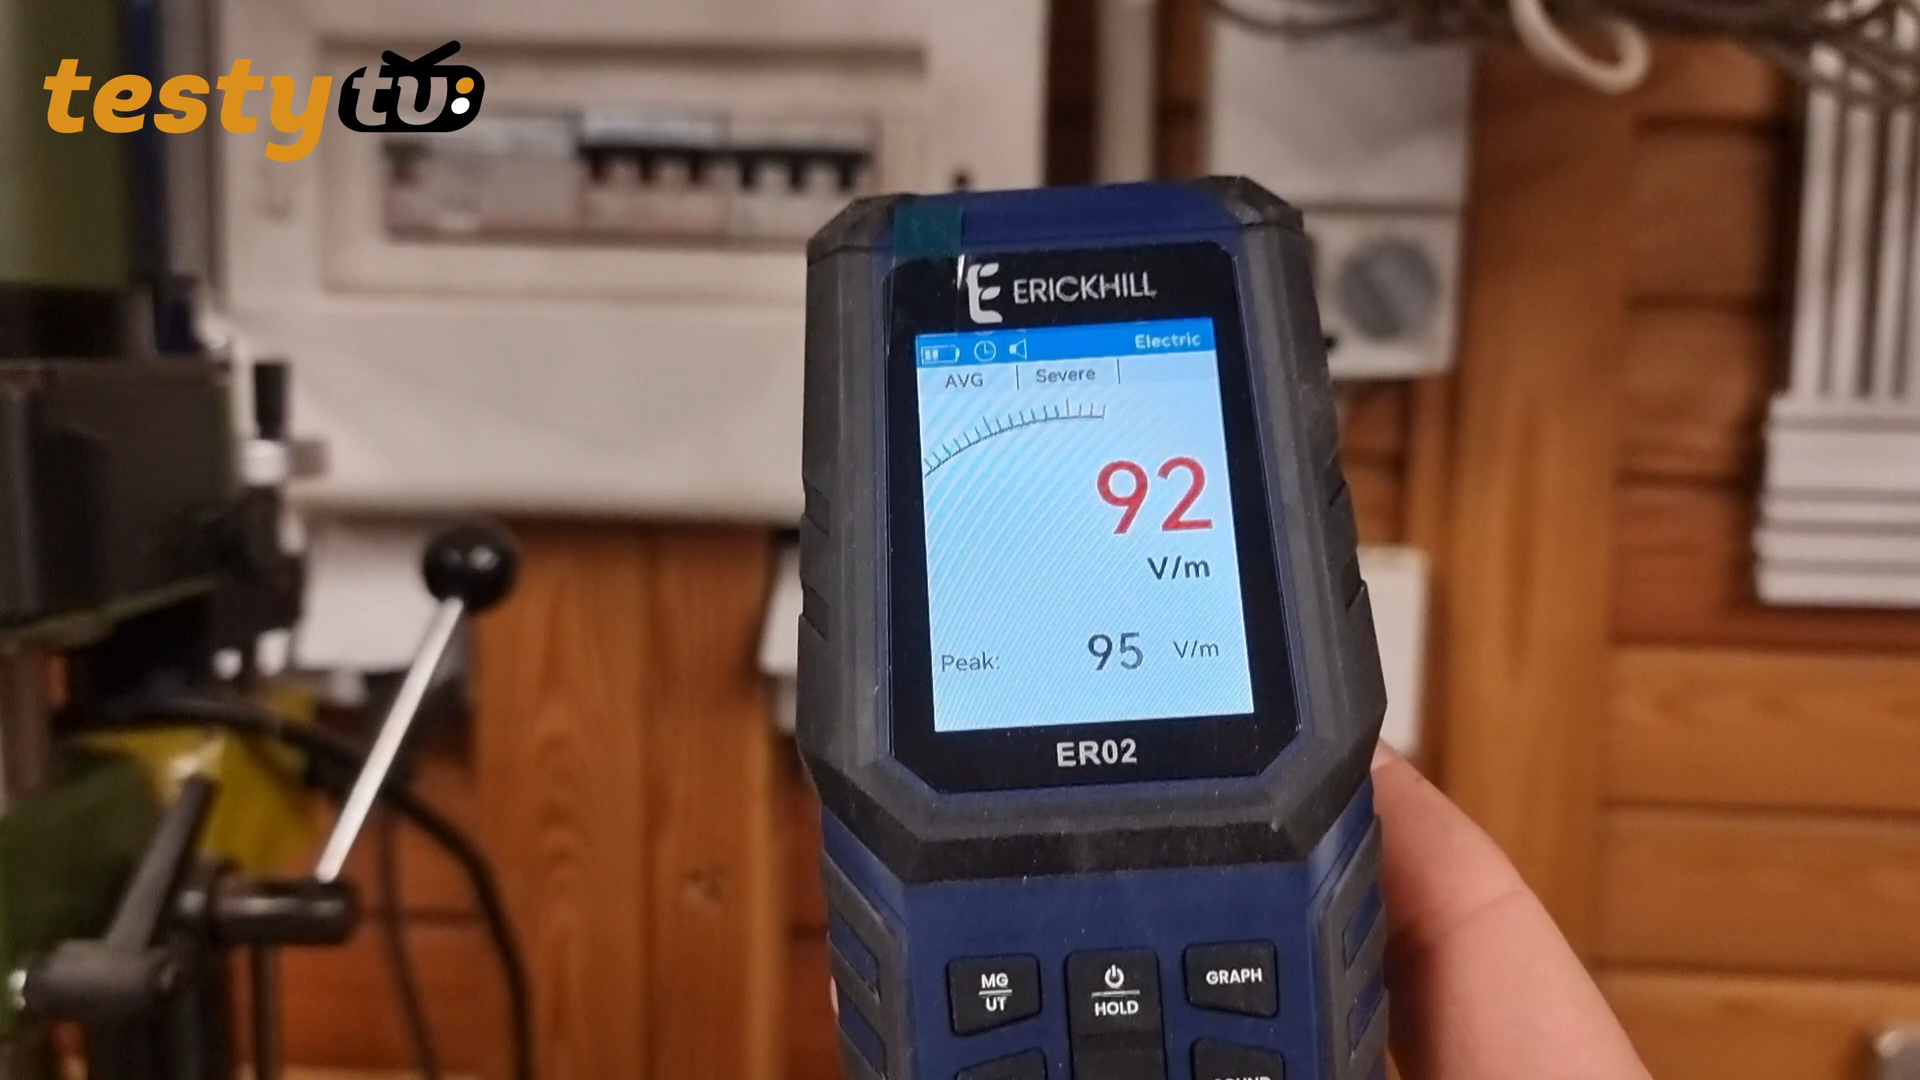 testy tv:
ERICKHILL
Electric
AVG | Severe |
92
V/m
Peak: 95 V/m
ER02
MG
UT
HOLD
GRAPH